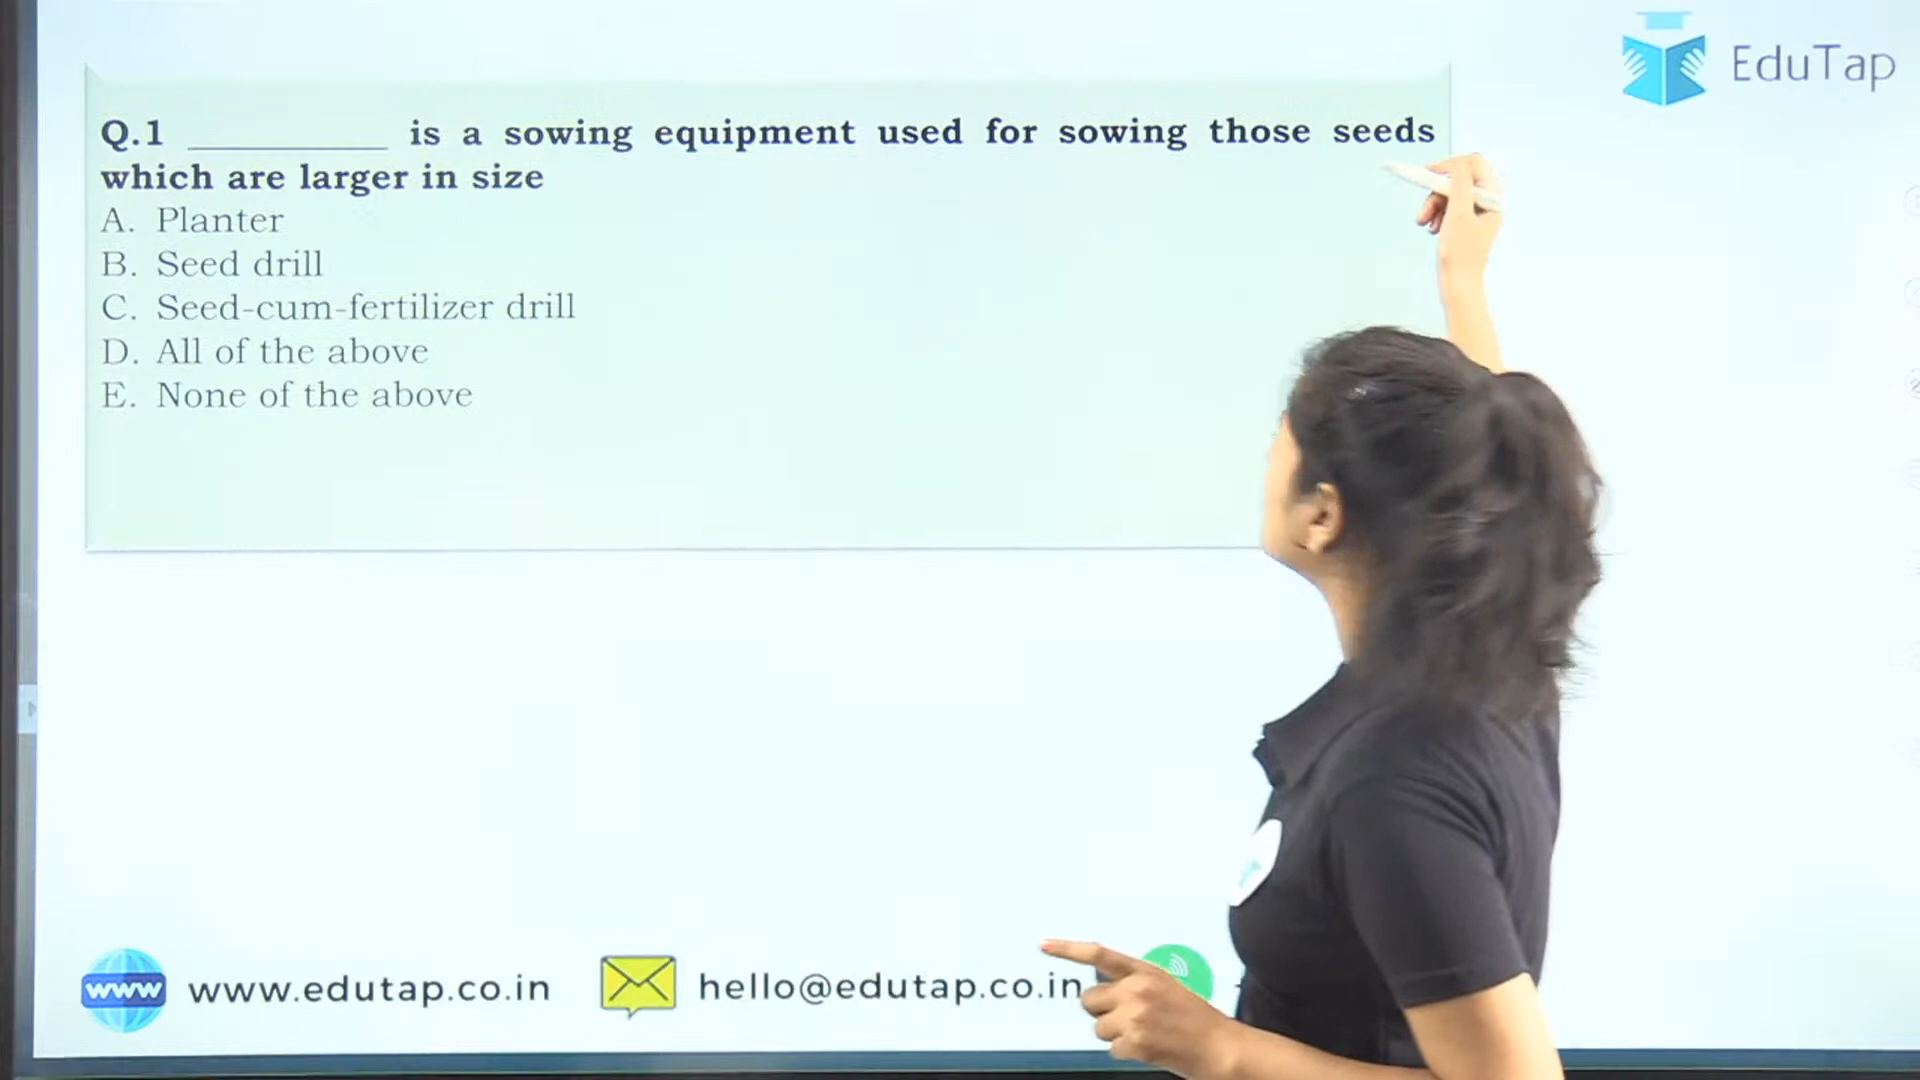 EduTap
Q.1 __________ is a sowing equipment used for sowing those seeds
which are larger in size
A. Planter
B. Seed drill
C. Seed-cum-fertilizer drill
D. All of the above
E. None of the above
www www.edutap.co.in hello@edutap.co.in